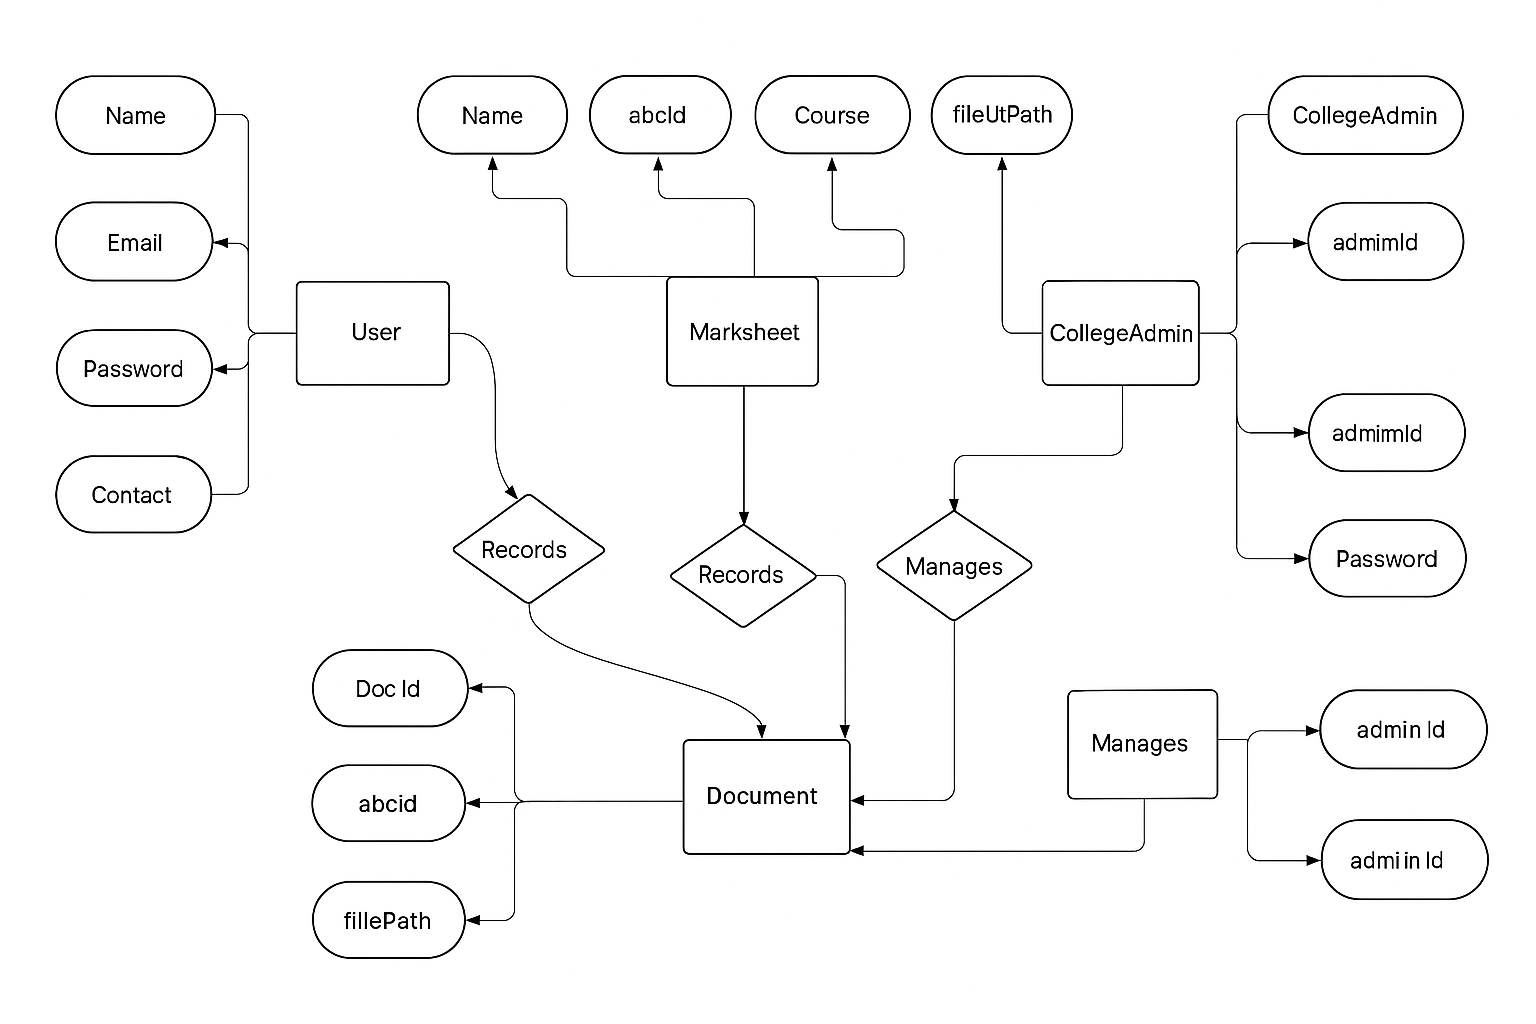 Name
Name
abcId
Course
fileUtPath
CollegeAdmin
Email
admimId
User
Marksheet
CollegeAdmin
Password
admimId
Contact
Records
Records
Manages
Password
Doc Id
Manages
admin Id
abcid
Document
admi in Id
fillePath